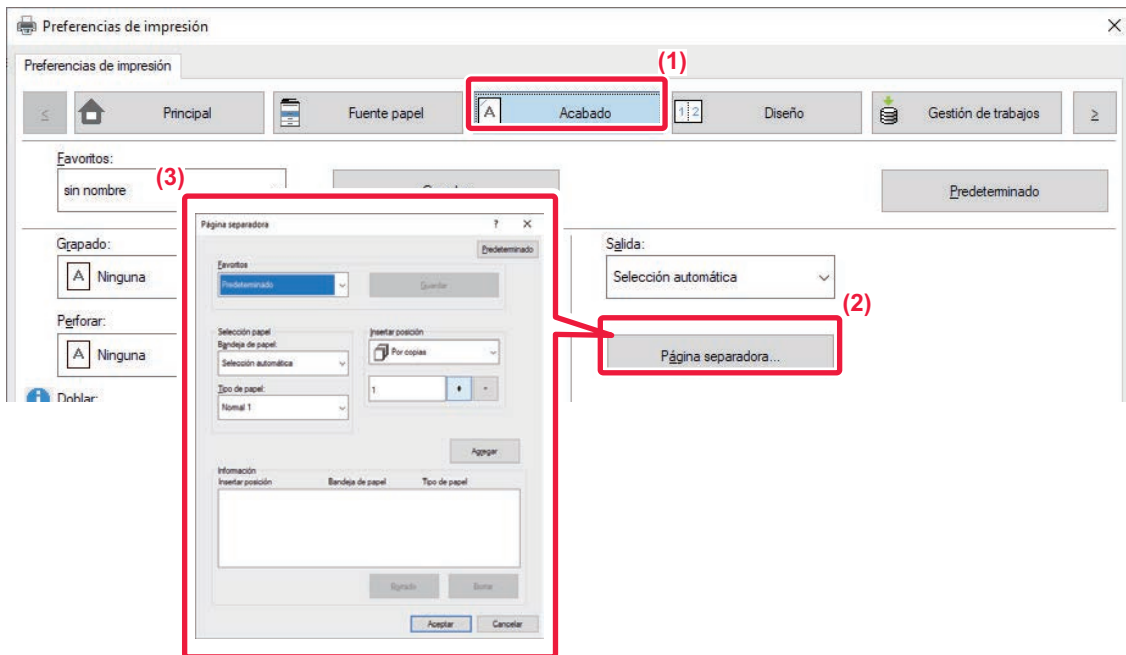 Preferencias de impresión
Preferencias de impresión
(1)
Principal
Fuente papel
Acabado
Diseño
Gestión de trabajos
Favoritos:
sin nombre
(3)
Predeterminado
Grapado:
Ninguna
Perforar:
Ninguna
Doblar:
Salida:
Selección automática
(2)
Página separadora...
Página separadora
Predeterminado
Favoritos
Predeterminado
Guardar
Selección papel
Bandeja de papel:
Selección automática
Tipo de papel:
Normal 1
Insertar posición
Por copias
1
Agregar
Información
Insertar posición Bandeja de papel Tipo de papel
Borrar
Aceptar Cancelar